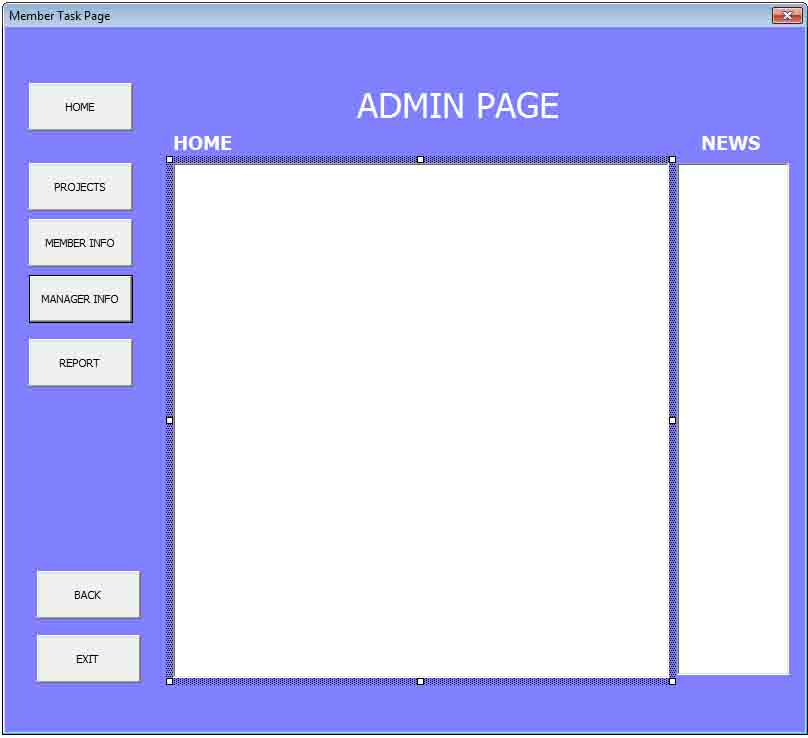 Member Task Page
ADMIN PAGE
HOME
HOME
NEWS
PROJECTS
MEMBER INFO
MANAGER INFO
REPORT
BACK
EXIT